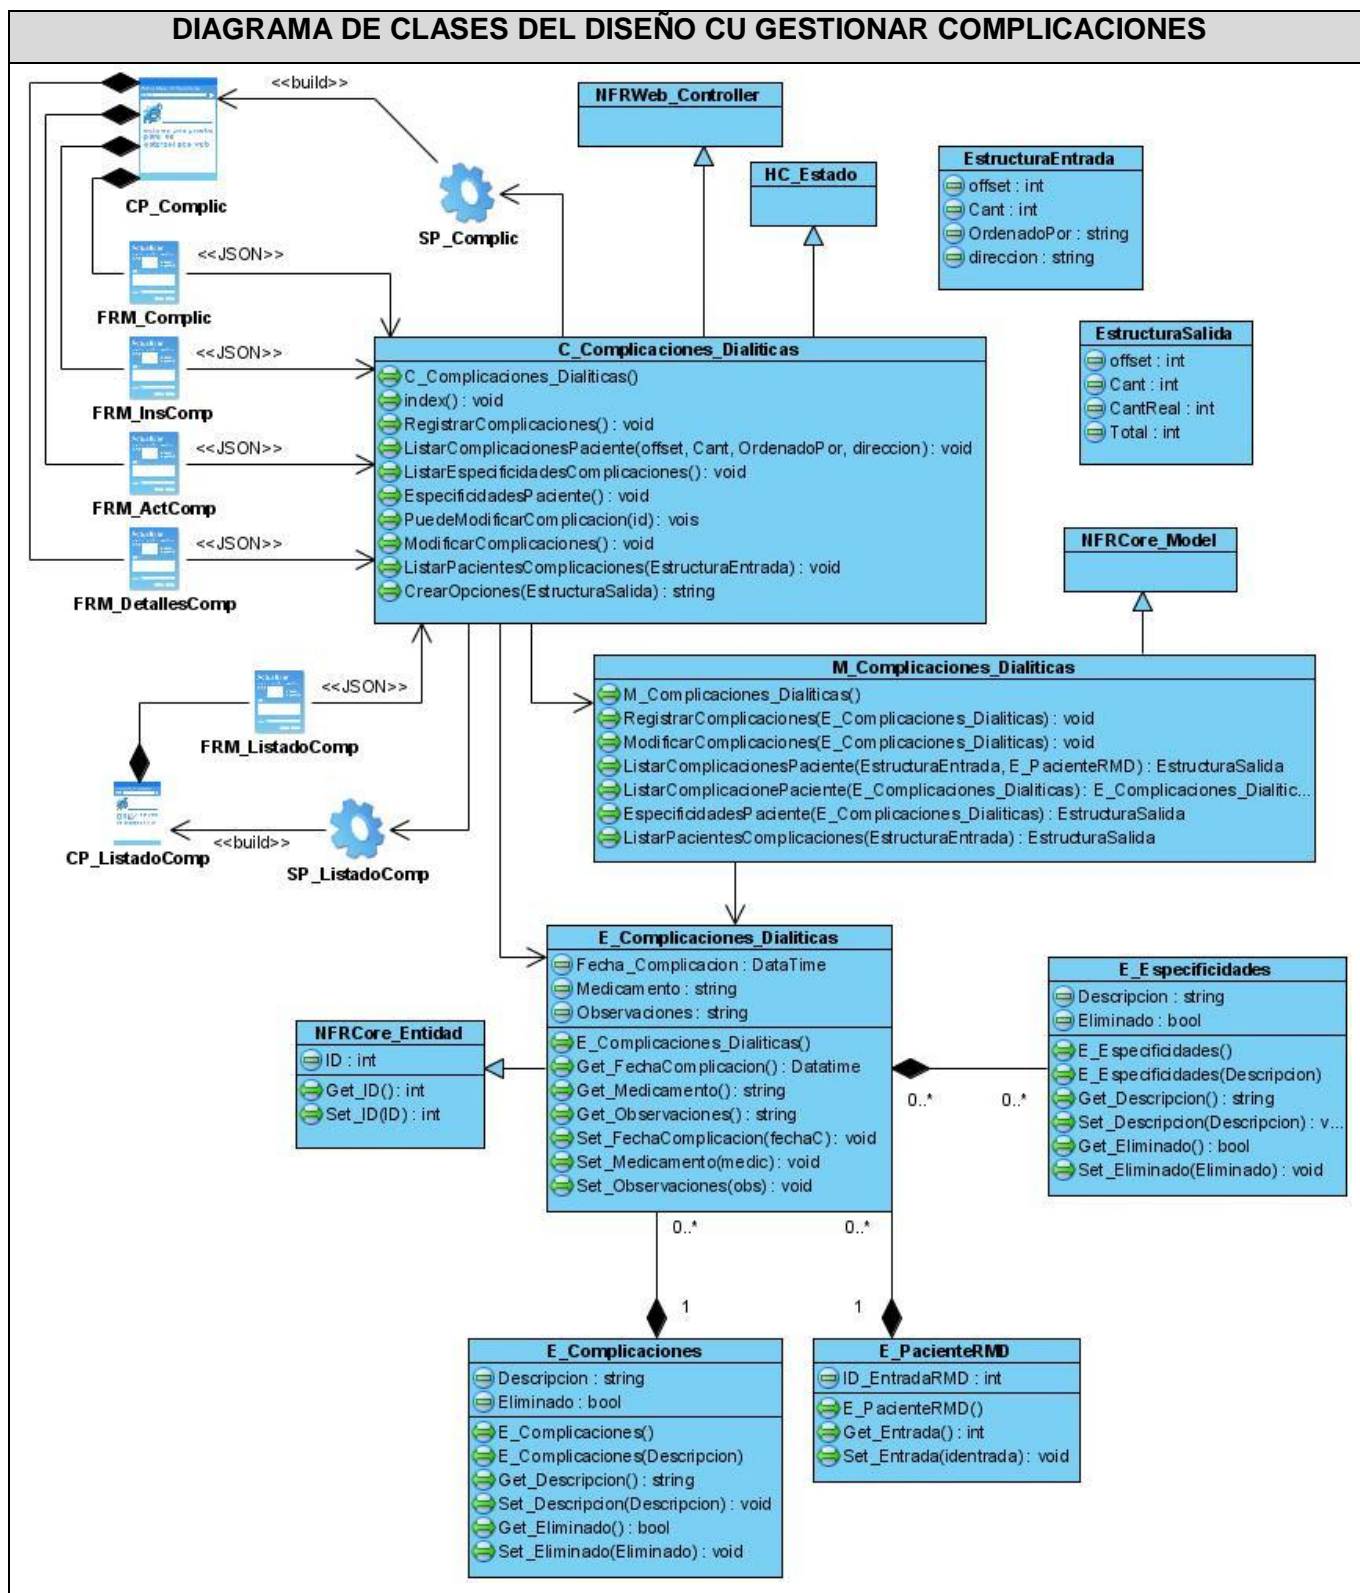 DIAGRAMA DE CLASES DEL DISEÑO CU GESTIONAR COMPLICACIONES
<<build>>
CP_Complic
SP_Complic
NFRWeb_Controller
HC_Estado
EstructuraEntrada
offset : int
Cant : int
OrdenadoPor : string
direccion : string
EstructuraSalida
offset : int
Cant : int
CantReal : int
Total : int
<<JSON>>
FRM_Complic
<<JSON>>
FRM_InsComp
<<JSON>>
FRM_ActComp
<<JSON>>
FRM_DetallesComp
C_Complicaciones_Dialiticas
C_Complicaciones_Dialiticas()
index() : void
RegistrarComplicaciones() : void
ListarComplicacionesPaciente(offset, Cant, OrdenadoPor, direccion) : void
ListarEspecificidadesComplicaciones() : void
EspecificidadesPaciente() : void
PuedeModificarComplicacion(id) : vois
ModificarComplicaciones() : void
ListarPacientesComplicaciones(EstructuraEntrada) : void
CrearOpciones(EstructuraSalida) : string
NFRCore_Model
<<JSON>>
FRM_ListadoComp
CP_ListadoComp
<<build>>
SP_ListadoComp
M_Complicaciones_Dialiticas
M_Complicaciones_Dialiticas()
RegistrarComplicaciones(E_Complicaciones_Dialiticas) : void
ModificarComplicaciones(E_Complicaciones_Dialiticas) : void
ListarComplicacionesPaciente(EstructuraEntrada, E_PacienteRMD) : EstructuraSalida
ListarComplicacionePaciente(E_Complicaciones_Dialiticas) : E_Complicaciones_Dialitic...
EspecificidadesPaciente(E_Complicaciones_Dialiticas) : EstructuraSalida
ListarPacientesComplicaciones(EstructuraEntrada) : EstructuraSalida
E_Complicaciones_Dialiticas
Fecha_Complicacion : DataTime
Medicamento : string
Observaciones : string
E_Complicaciones_Dialiticas()
Get_FechaComplicacion() : Datatime
Get_Medicamento() : string
Get_Observaciones() : string
Set_FechaComplicacion(fechaC) : void
Set_Medicamento(medic) : void
Set_Observaciones(obs) : void
NFRCore_Entidad
ID : int
Get_ID() : int
Set_ID(ID) : int
0..*
0..*
E_Especificidades
Descripcion : string
Eliminado : bool
E_Especificidades()
E_Especificidades(Descripcion)
Get_Descripcion() : string
Set_Descripcion(Descripcion) : v...
Get_Eliminado() : bool
Set_Eliminado(Eliminado) : void
0..*
0..*
1
1
E_Complicaciones
Descripcion : string
Eliminado : bool
E_Complicaciones()
E_Complicaciones(Descripcion)
Get_Descripcion() : string
Set_Descripcion(Descripcion) : void
Get_Eliminado() : bool
Set_Eliminado(Eliminado) : void
E_PacienteRMD
ID_EntradaRMD : int
E_PacienteRMD()
Get_Entrada() : int
Set_Entrada(identrada) : void